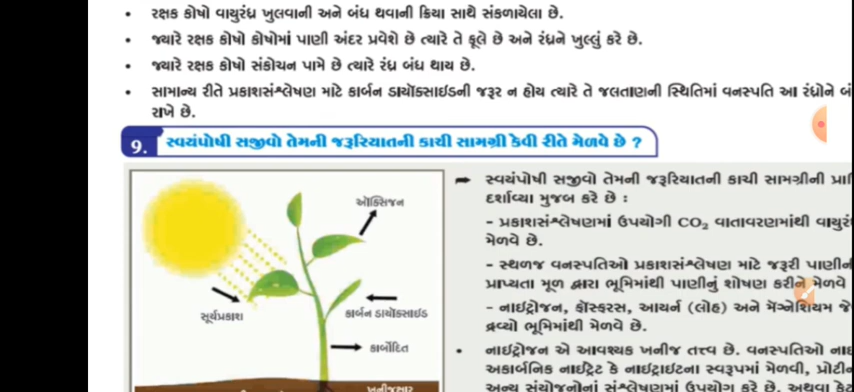 રક્ષક કોષો વાયુરંધ્ર ખુલવાની અને બંધ થવાની ક્રિયા સાથે સંકળાયેલા છે.
જ્યારે રક્ષક કોષો કોષોમાં પાણી અંદર પ્રવેશે છે ત્યારે તે ફૂલે છે અને રંધ્રને ખુલ્લું કરે છે.
જ્યારે રક્ષક કોષો સંકોચન પામે છે ત્યારે રંધ્ર બંધ થાય છે.
સામાન્ય રીતે પ્રકાશસંશ્લેષણ માટે કાર્બન ડાયૉક્સાઇડની જરૂર ન હોય ત્યારે તે જલતાણની સ્થિતિમાં વનસ્પતિ આ રંધ્રોને બં
રાખે છે.
9. સ્વયંપોષી સજીવો તેમની જરૂરિયાતની કાચી સામગ્રી કેવી રીતે મેળવે છે ?
ઑક્સિજન
સૂર્યપ્રકાશ
કાર્બન ડાયૉક્સાઇડ
કાર્બોદિત
સ્વયંપોષી સજીવો તેમની જરૂરિયાતની કાચી સામગ્રીની પ્રા
દર્શાવ્યા મુજબ કરે છે :
- પ્રકાશસંશ્લેષણમાં ઉપયોગી CO₂ વાતાવરણમાંથી વાયુરં
મેળવે છે.
- સ્થળજ વનસ્પતિઓ પ્રકાશસંશ્લેષણ માટે જરૂરી પાણીન
પ્રાપ્યતા મૂળ દ્વારા ભૂમિમાંથી પાણીનું શોષણ કરીને મેળવે
- નાઇટ્રોજન, ફૉસ્ફરસ, આયર્ન (લોહ) અને મૅગ્નેશિયમ જે
દ્રવ્યો ભૂમિમાંથી મેળવે છે.
નાઇટ્રોજન એ આવશ્યક ખનીજ તત્ત્વ છે. વનસ્પતિઓ નાઇ
અકાર્બનિક નાઇટ્રેટ કે નાઇટ્રાઇટના સ્વરૂપમાં મેળવી, પ્રોટી
અન્ય સંયોજનોનાં સંશ્લેષણમાં ઉપયોગ કરે છે. અથવા કે